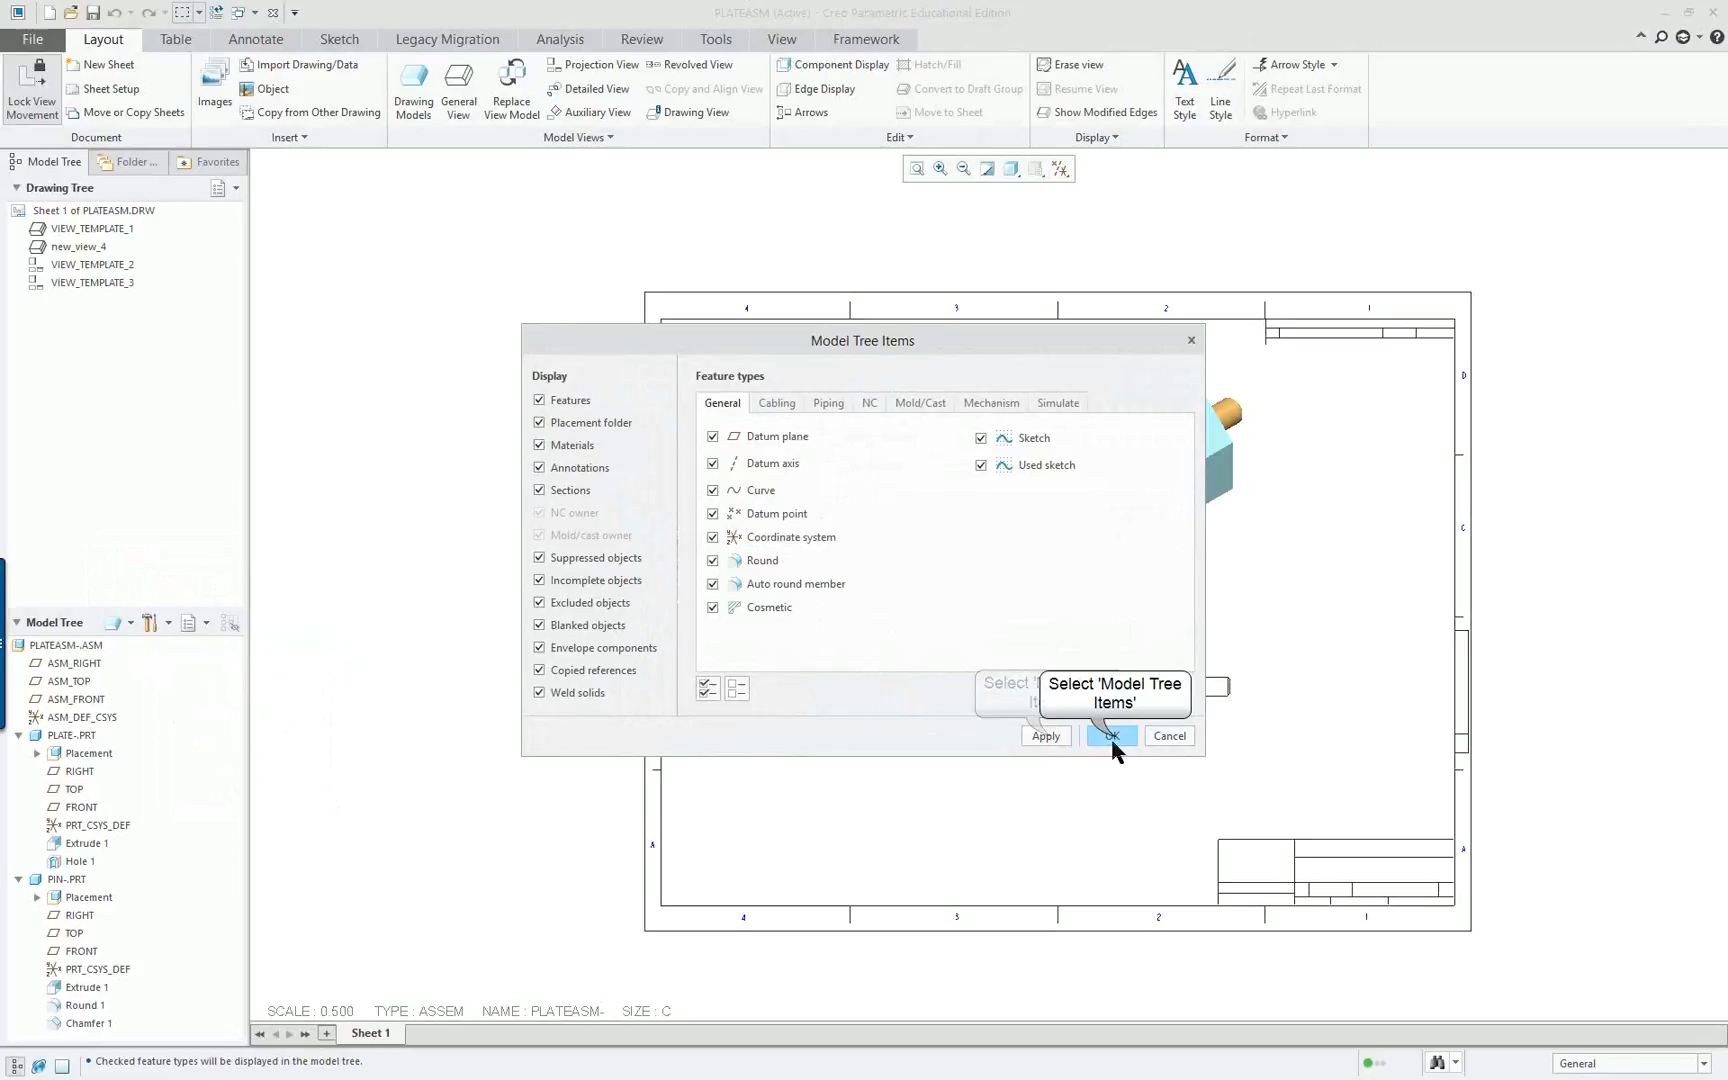 PLATEASM (Active) - Creo Parametric Educational Edition
File
Layout
Table
Annotate
Sketch
Legacy Migration
Analysis
Review
Tools
View
Framework
Lock View
Movement
New Sheet
Sheet Setup
Move or Copy Sheets
Document
Images
Import Drawing/Data
Object
Copy from Other Drawing
Insert
Drawing
Models
General
View
Replace
View Model
Projection View
Detailed View
Auxiliary View
Revolved View
Copy and Align View
Drawing View
Model Views
Component Display
Edge Display
Arrows
Hatch/Fill
Convert to Draft Group
Move to Sheet
Edit
Erase view
Resume View
Show Modified Edges
Display
Text
Style
Line
Style
Arrow Style
Repeat Last Format
Hyperlink
Format
Model Tree
Folder ...
Favorites
Drawing Tree
Sheet 1 of PLATEASM.DRW
VIEW_TEMPLATE_1
new_view_4
VIEW_TEMPLATE_2
VIEW_TEMPLATE_3
Model Tree
PLATEASM-.ASM
ASM_RIGHT
ASM_TOP
ASM_FRONT
ASM_DEF_CSYS
PLATE-.PRT
Placement
RIGHT
TOP
FRONT
PRT_CSYS_DEF
Extrude 1
Hole 1
PIN-.PRT
Placement
RIGHT
TOP
FRONT
PRT_CSYS_DEF
Extrude 1
Round 1
Chamfer 1
4 3 2 1
D
C
A A
4 3 2 1
Model Tree Items
Display
Features
Placement folder
Materials
Annotations
Sections
NC owner
Mold/cast owner
Suppressed objects
Incomplete objects
Excluded objects
Blanked objects
Envelope components
Copied references
Weld solids
Feature types
General
Cabling
Piping
NC
Mold/Cast
Mechanism
Simulate
Datum plane
Datum axis
Curve
Datum point
Coordinate system
Round
Auto round member
Cosmetic
Sketch
Used sketch
Select '
Select 'Model Tree
Items'
Apply
OK
Cancel
SCALE : 0.500 TYPE : ASSEM NAME : PLATEASM- SIZE : C
Sheet 1
• Checked feature types will be displayed in the model tree.
General